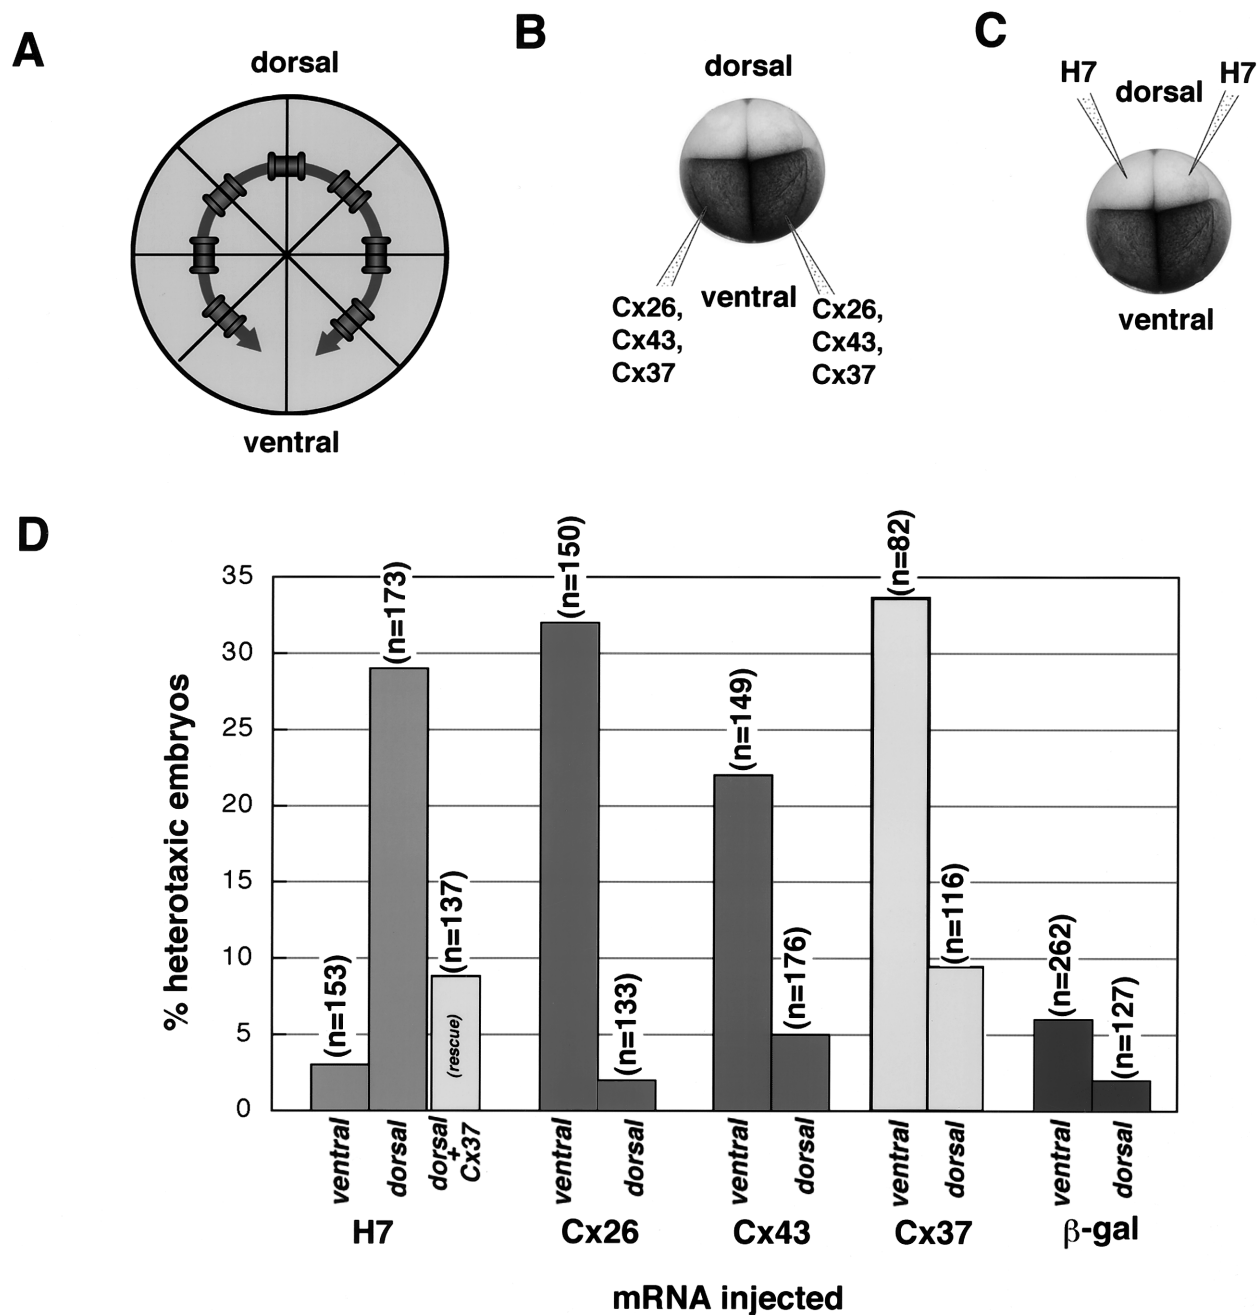 A
dorsal
ventral
B
dorsal
ventral
Cx26,
Cx43,
Cx37
Cx26,
Cx43,
Cx37
C
H7
dorsal
H7
ventral
D
% heterotaxic embryos
35
30
25
20
15
10
5
0
(n=153)
(n=173)
(n=137)
(rescue)
(n=150)
(n=133)
(n=149)
(n=176)
(n=82)
(n=116)
(n=262)
(n=127)
ventral
dorsal
dorsal
+
Cx37
ventral
dorsal
ventral
dorsal
ventral
dorsal
ventral
dorsal
H7
Cx26
Cx43
Cx37
β-gal
mRNA injected